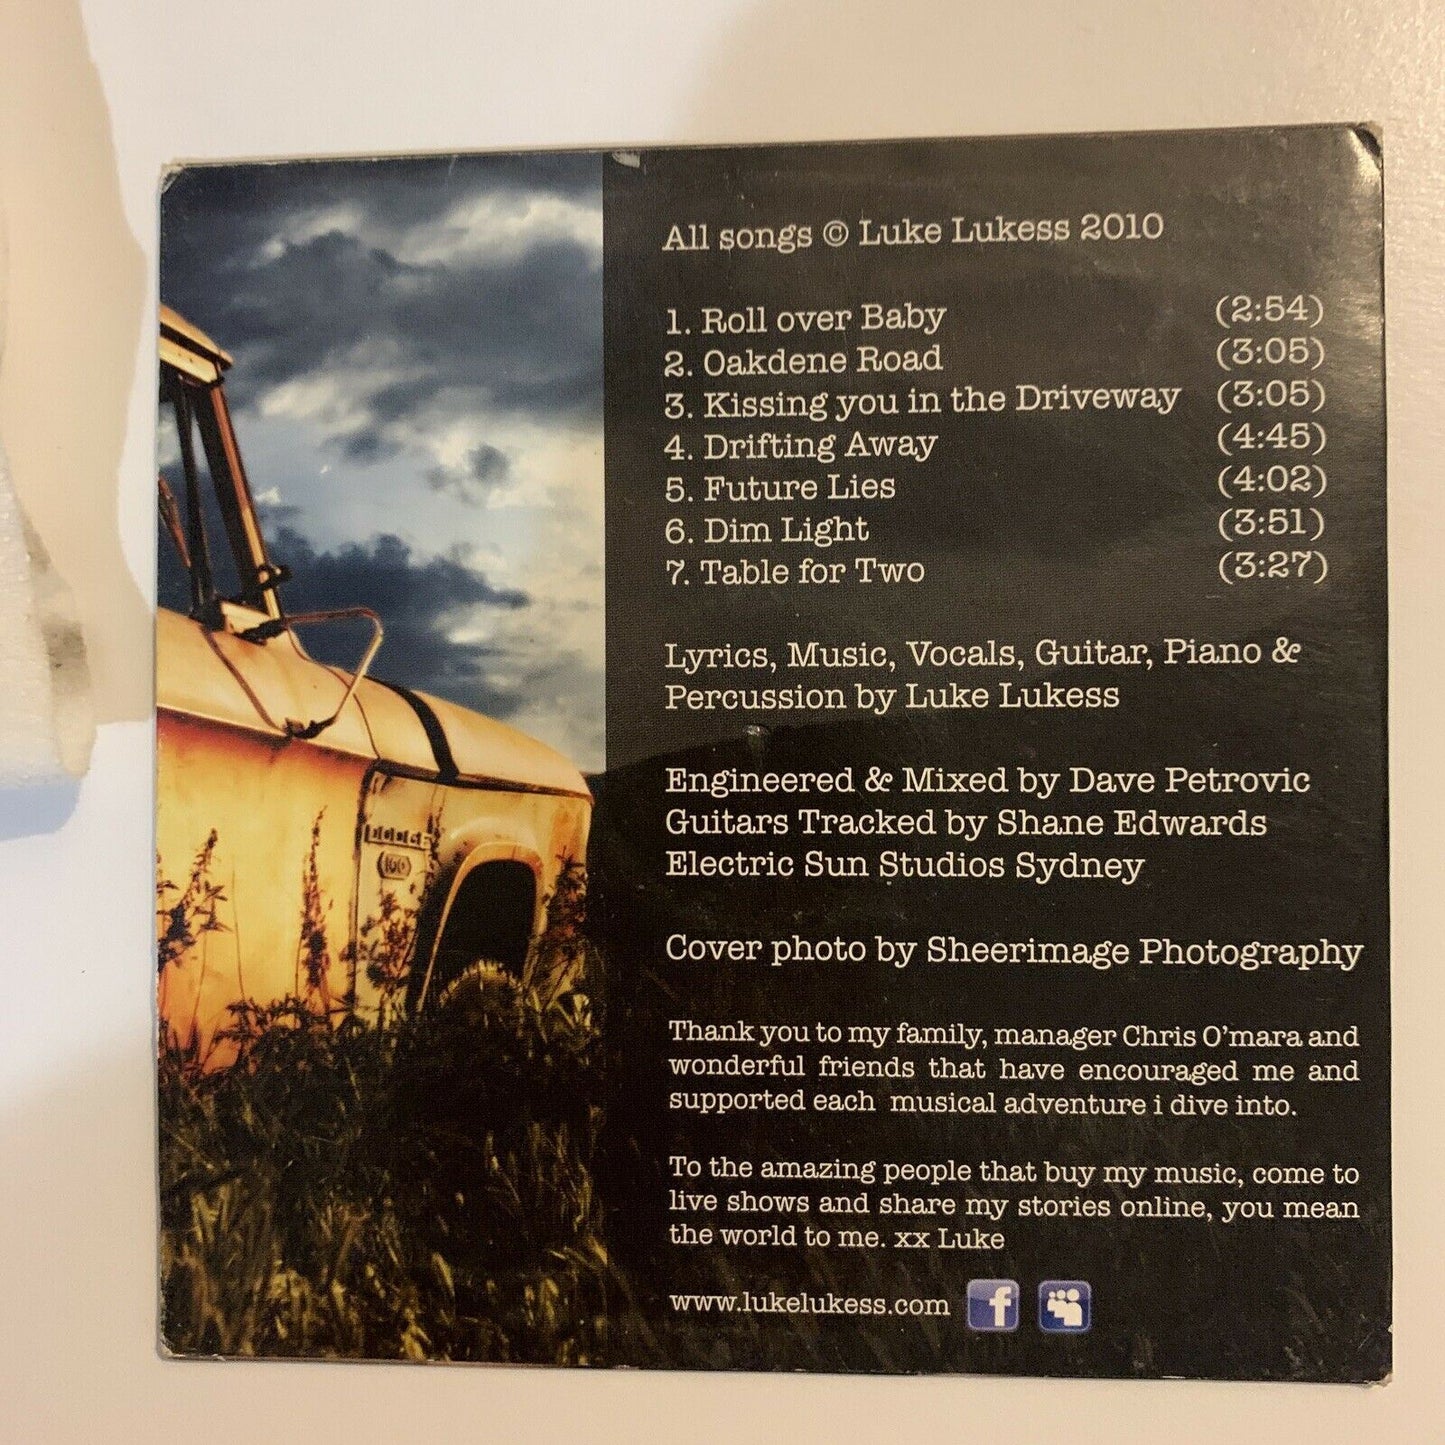 All songs © Luke Lukess 2010
1. Roll over Baby (2:54)
2. Oakdene Road (3:05)
3. Kissing you in the Driveway (3:05)
4. Drifting Away (4:45)
5. Future Lies (4:02)
6. Dim Light (3:51)
7. Table for Two (3:27)
Lyrics, Music, Vocals, Guitar, Piano &
Percussion by Luke Lukess
Engineered & Mixed by Dave Petrovic
Guitars Tracked by Shane Edwards
Electric Sun Studios Sydney
Cover photo by Sheerimage Photography
Thank you to my family, manager Chris O'mara and
wonderful friends that have encouraged me and
supported each musical adventure i dive into.
To the amazing people that buy my music, come to
live shows and share my stories online, you mean
the world to me. xx Luke
www.lukelukess.com f